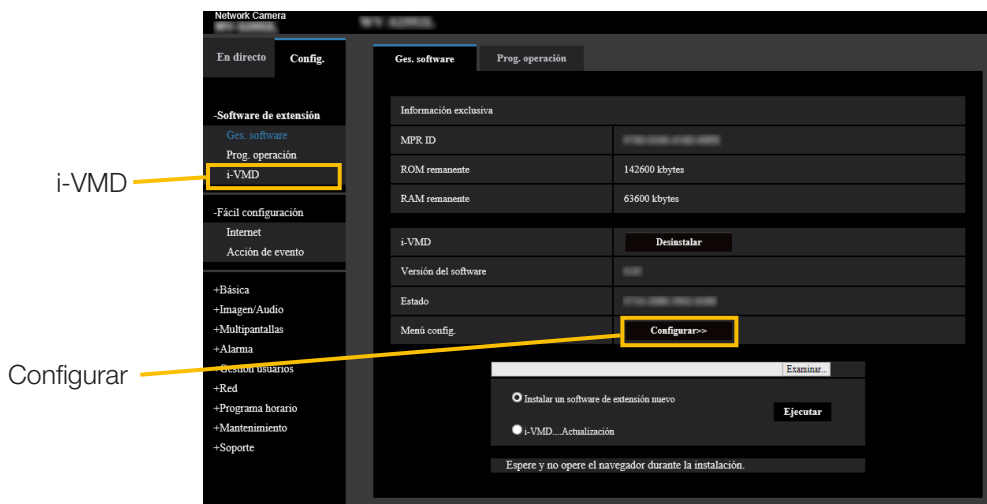 Network Camera
En directo
Config.
Ges. software
Prog. operación
-Software de extensión
Ges. software
Prog. operación
i-VMD
i-VMD
-Fácil configuración
Internet
Acción de evento
+Básica
+Imagen/Audio
+Multipantallas
+Alarma
+Gestión usuarios
+Red
+Programa horario
+Mantenimiento
+Soporte
Configurar
Información exclusiva
MPR ID
ROM remanente 142600 kbytes
RAM remanente 63600 kbytes
i-VMD Desinstalar
Versión del software
Estado
Menú config. Configurar>>
Examinar...
Instalar un software de extensión nuevo
i-VMD....Actualización
Ejecutar
Espere y no opere el navegador durante la instalación.